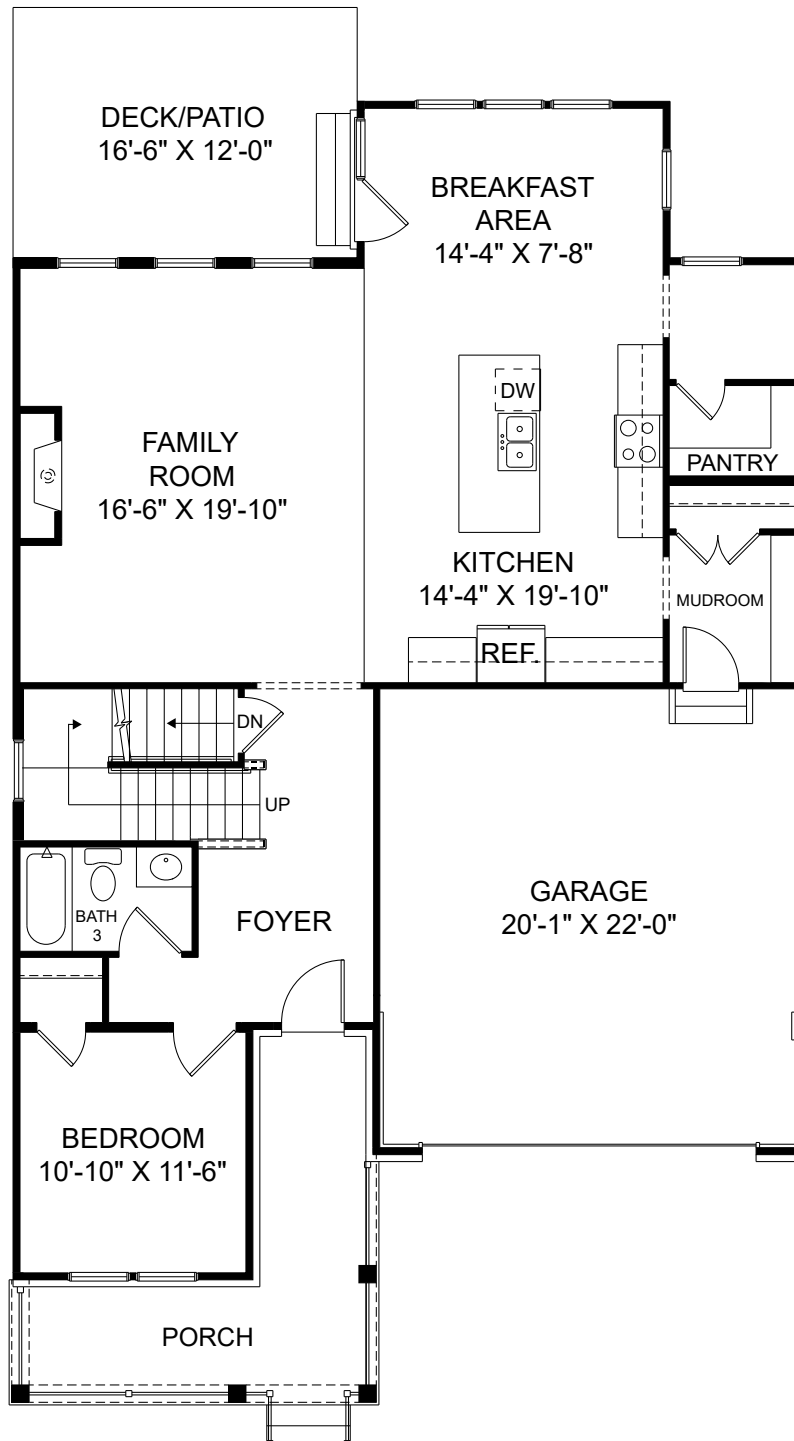 DECK/PATIO
16'-6" X 12'-0"
BREAKFAST
AREA
14'-4" X 7'-8"
DW
FAMILY
ROOM
16'-6" X 19'-10"
PANTRY
KITCHEN
14'-4" X 19'-10"
MUDROOM
REF.
DN
UP
BATH
3
FOYER
GARAGE
20'-1" X 22'-0"
BEDROOM
10'-10" X 11'-6"
PORCH